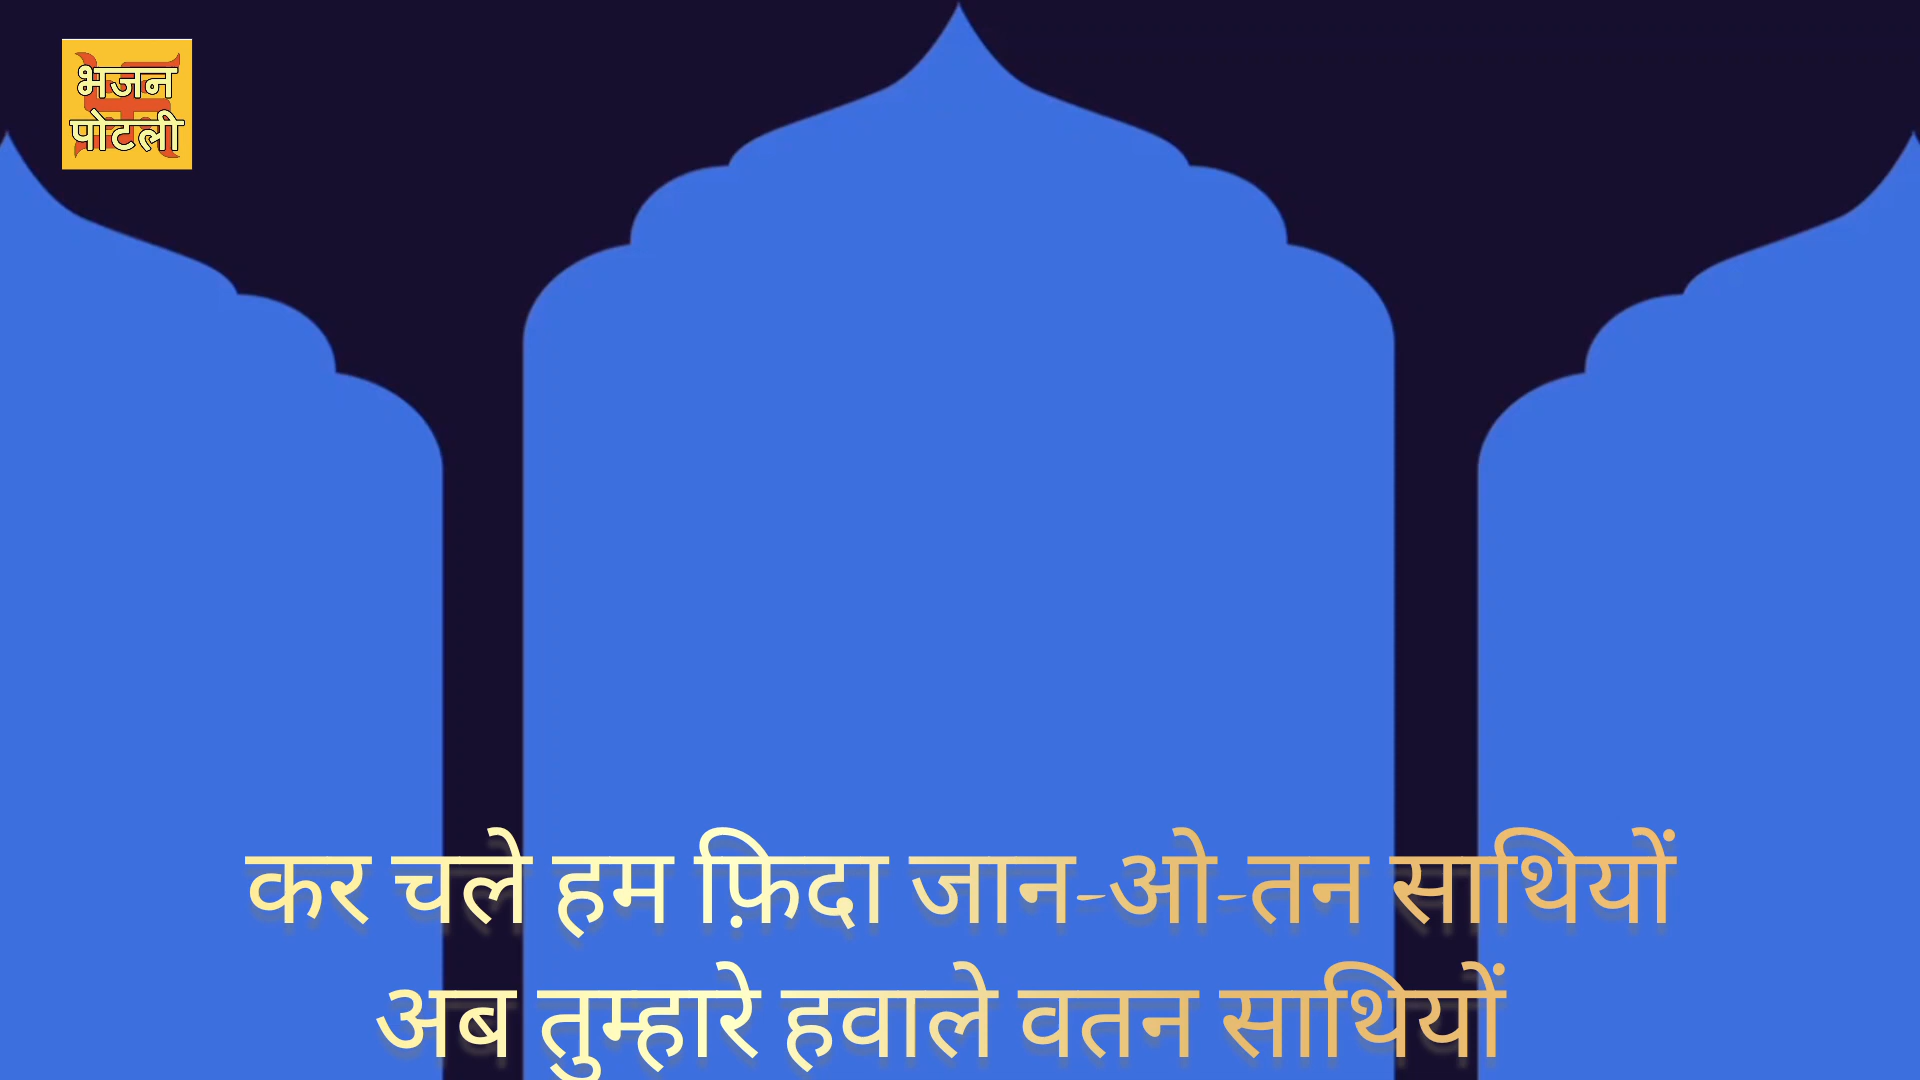 भजन
पोटली
कर चले हम फ़िदा जान-ओ-तन साथियों
अब तुम्हारे हवाले वतन साथियों